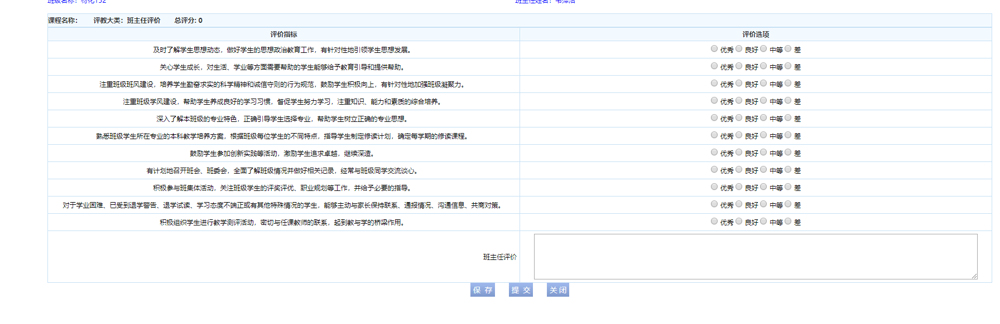 课程名称： 评教大类：班主任评价 总评分: 0
评价指标 评价选项
及时了解学生思想动态，做好学生的思想政治教育工作，有针对性地引领学生思想发展。 优秀 良好 中等 差
关心学生成长，对生活、学业等方面需要帮助的学生能够给予教育引导和提供帮助。 优秀 良好 中等 差
注重班级班风建设，培养学生勤奋求实的科学精神和诚信守则的行为规范，鼓励学生积极向上，有针对性地加强班级凝聚力。 优秀 良好 中等 差
注重班级学风建设，帮助学生养成良好的学习习惯，督促学生努力学习，注重知识、能力和素质的综合培养。 优秀 良好 中等 差
深入了解本班级的专业特色，正确引导学生选择专业，帮助学生树立正确的专业思想。 优秀 良好 中等 差
熟悉班级学生所在专业的本科教学培养方案，根据班级每位学生的不同特点，指导学生制定修读计划，确定每学期的修读课程。 优秀 良好 中等 差
鼓励学生参加创新实践等活动，激励学生追求卓越，继续深造。 优秀 良好 中等 差
有计划地召开班会、班委会，全面了解班级情况并做好相关记录，经常与班级同学交流谈心。 优秀 良好 中等 差
积极参与班集体活动，关注班级学生的评奖评优、职业规划等工作，并给予必要的指导。 优秀 良好 中等 差
对于学业困难、已受到退学警告、退学试读、学习态度不端正或有其他特殊情况的学生，能够主动与家长保持联系、通报情况、沟通信息、共商对策。 优秀 良好 中等 差
积极组织学生进行教学测评活动，密切与任课教师的联系，起到教与学的桥梁作用。 优秀 良好 中等 差
班主任评价
保 存 提 交 关闭